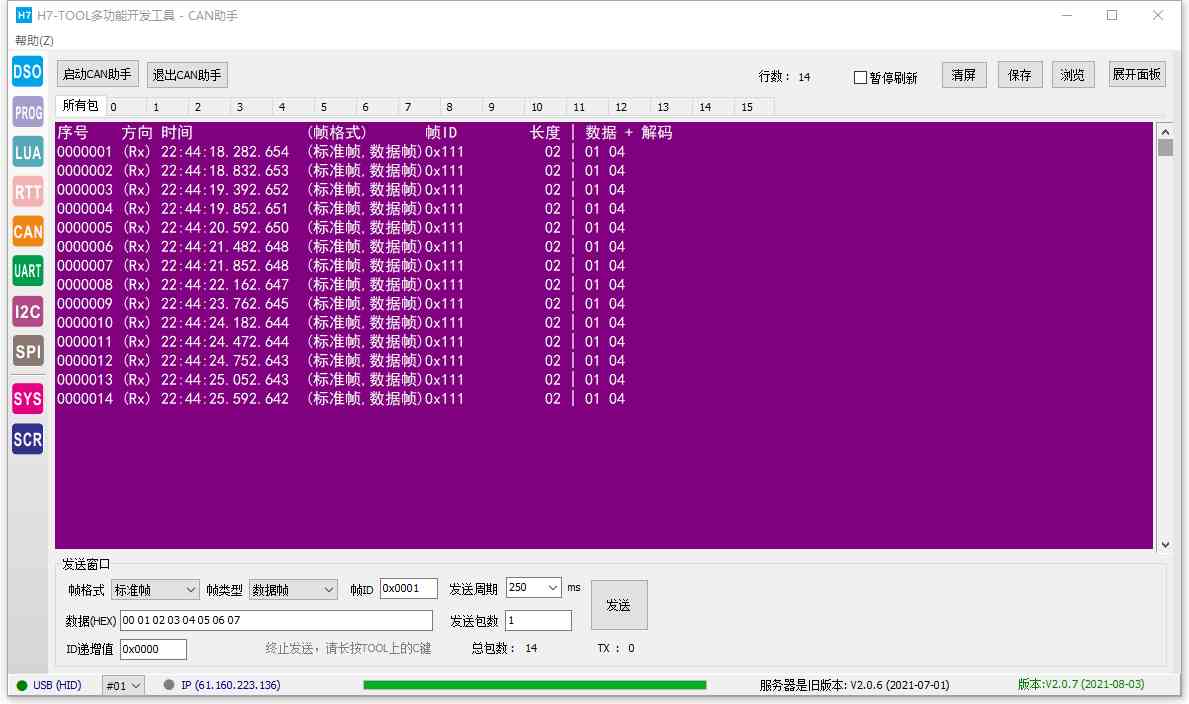 H7 H7-TOOL多功能开发工具 - CAN助手
帮助(Z)
DSO
PROG
LUA
RTT
CAN
UART
I2C
SPI
SYS
SCR
启动CAN助手 退出CAN助手 行数： 14 暂停刷新 清屏 保存 浏览 展开面板
所有包 0 1 2 3 4 5 6 7 8 9 10 11 12 13 14 15
序号 方向 时间 (帧格式) 帧ID 长度 | 数据 + 解码
0000001 (Rx) 22:44:18.282.654 (标准帧,数据帧)0x111 02 | 01 04
0000002 (Rx) 22:44:18.832.653 (标准帧,数据帧)0x111 02 | 01 04
0000003 (Rx) 22:44:19.392.652 (标准帧,数据帧)0x111 02 | 01 04
0000004 (Rx) 22:44:19.852.651 (标准帧,数据帧)0x111 02 | 01 04
0000005 (Rx) 22:44:20.592.650 (标准帧,数据帧)0x111 02 | 01 04
0000006 (Rx) 22:44:21.482.648 (标准帧,数据帧)0x111 02 | 01 04
0000007 (Rx) 22:44:21.852.648 (标准帧,数据帧)0x111 02 | 01 04
0000008 (Rx) 22:44:22.162.647 (标准帧,数据帧)0x111 02 | 01 04
0000009 (Rx) 22:44:23.762.645 (标准帧,数据帧)0x111 02 | 01 04
0000010 (Rx) 22:44:24.182.644 (标准帧,数据帧)0x111 02 | 01 04
0000011 (Rx) 22:44:24.472.644 (标准帧,数据帧)0x111 02 | 01 04
0000012 (Rx) 22:44:24.752.643 (标准帧,数据帧)0x111 02 | 01 04
0000013 (Rx) 22:44:25.052.643 (标准帧,数据帧)0x111 02 | 01 04
0000014 (Rx) 22:44:25.592.642 (标准帧,数据帧)0x111 02 | 01 04
发送窗口
帧格式 标准帧 帧类型 数据帧 帧ID 0x0001 发送周期 250 ms 发送
数据(HEX) 00 01 02 03 04 05 06 07 发送包数 1
ID递增值 0x0000 终止发送，请长按TOOL上的C键 总包数： 14 TX ： 0
USB (HID) #01 IP (61.160.223.136) 服务器是旧版本: V2.0.6 (2021-07-01) 版本:V2.0.7 (2021-08-03)